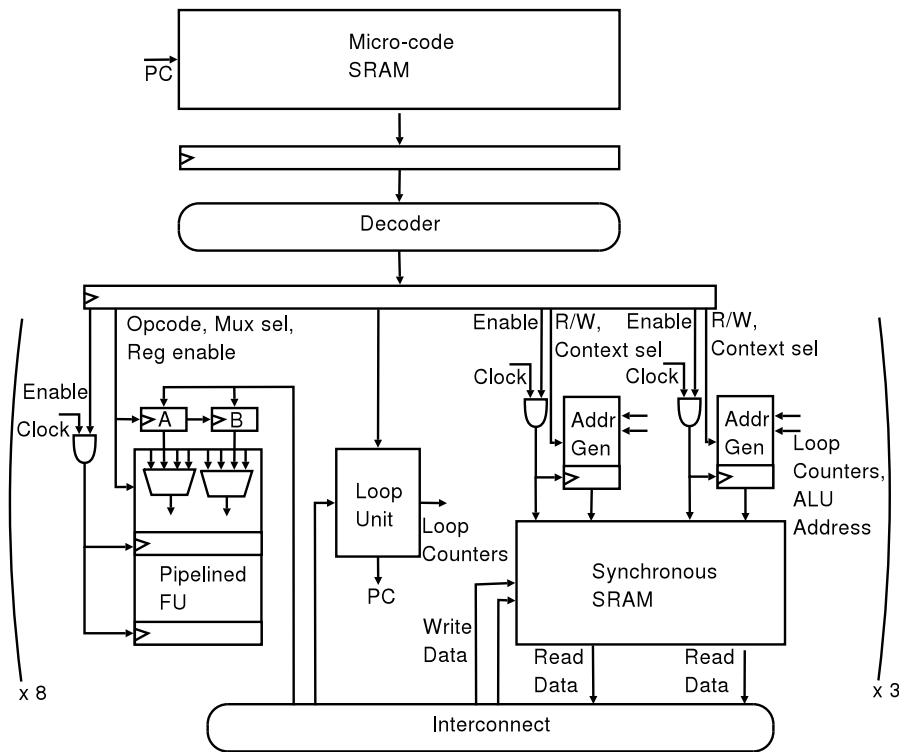 Micro-code
SRAM
PC
Decoder
Opcode, Mux sel,
Reg enable
Enable
Clock
A
B
Pipelined
FU
x 8
Loop
Unit
Loop
Counters
PC
Enable
R/W,
Context sel
Clock
Addr
Gen
Enable
R/W,
Context sel
Clock
Addr
Gen
Loop
Counters,
ALU
Address
Synchronous
SRAM
Write
Data
Read
Data
Read
Data
x 3
Interconnect